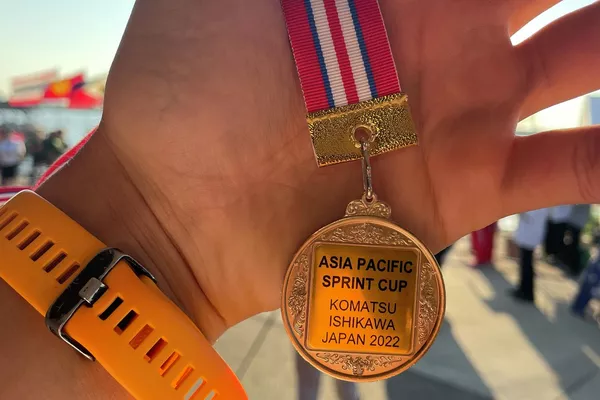 ASIA PACIFIC
SPRINT CUP
KOMATSU
ISHIKAWA
JAPAN 2022